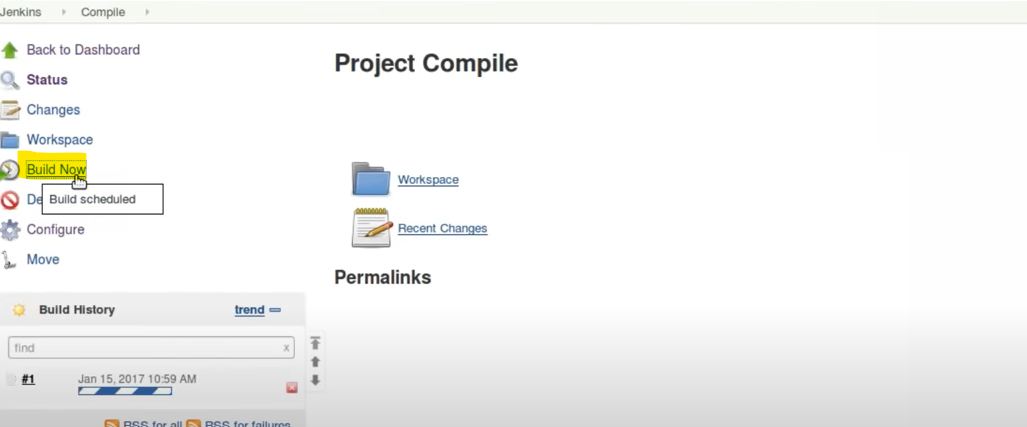 Jenkins Compile
Back to Dashboard
Status
Changes
Workspace
Build Now
De
Build scheduled
Configure
Move
Build History trend
find x
#1 Jan 15, 2017 10:59 AM
RSS for all RSS for failures
Project Compile
Workspace
Recent Changes
Permalinks